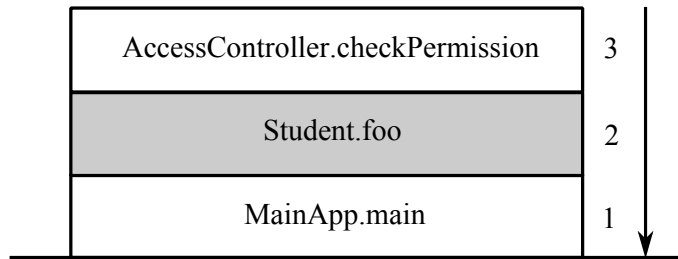 AccessController.checkPermission 3
Student.foo 2
MainApp.main 1